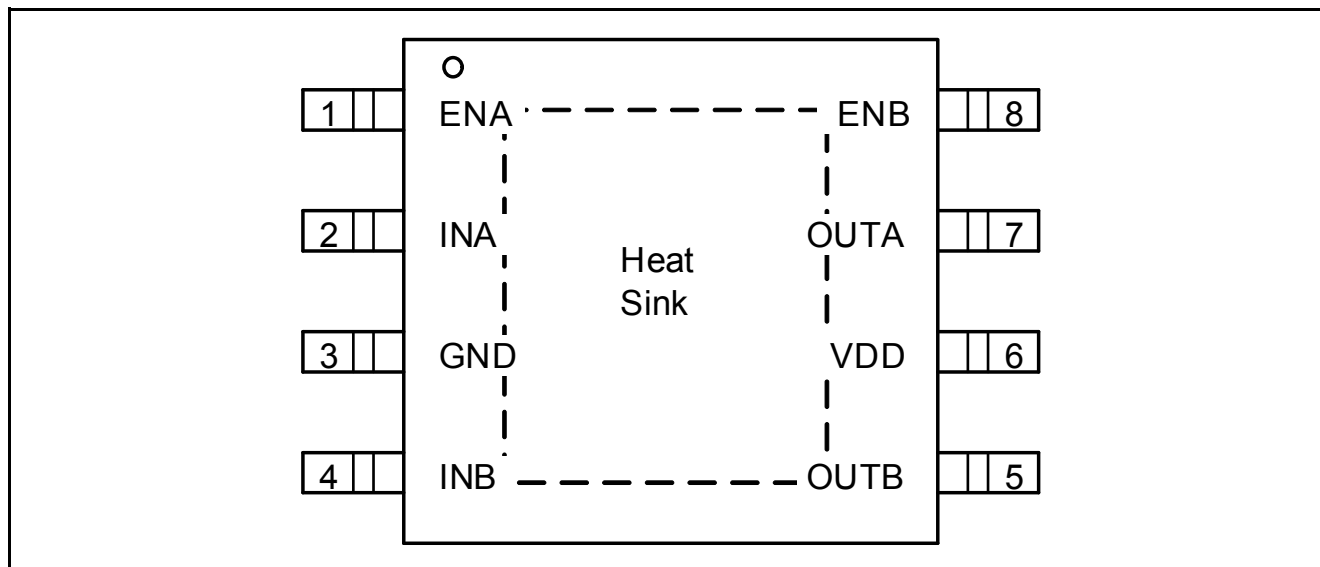 1 ENA ENB 8
2 INA OUTA 7
Heat
Sink
3 GND VDD 6
4 INB OUTB 5